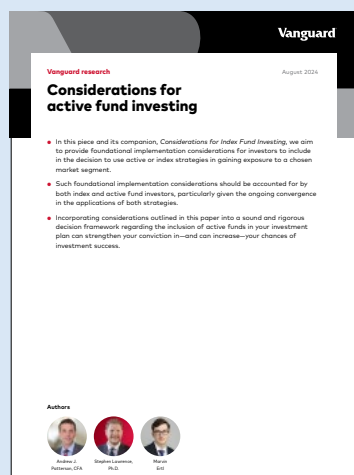 Vanguard
Vanguard research
August 2024
Considerations for
active fund investing
• In this piece and its companion, Considerations for Index Fund Investing, we aim
to provide foundational implementation considerations for investors to include
in the decision to use active or index strategies in gaining exposure to a chosen
market segment.
• Such foundational implementation considerations should be accounted for by
both index and active fund investors, particularly given the ongoing convergence
in the applications of both strategies.
• Incorporating considerations outlined in this paper into a sound and rigorous
decision framework regarding the inclusion of active funds in your investment
plan can strengthen your conviction in—and can increase—your chances of
investment success.
Authors
Andrew J.
Patterson, CFA
Stephen Lawrence,
Ph.D.
Marvin
Ertl